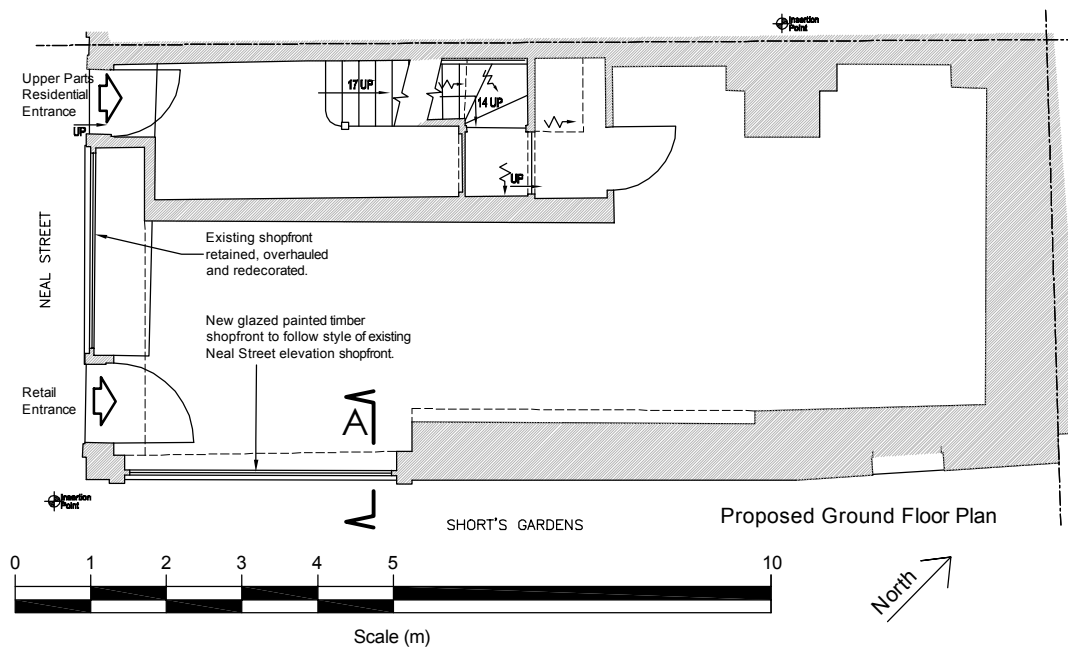 Insertion
Point
Upper Parts
Residential
Entrance
UP
17 UP
14 UP
UP
NEAL STREET
Existing shopfront
retained, overhauled
and redecorated.
New glazed painted timber
shopfront to follow style of existing
Neal Street elevation shopfront.
Retail
Entrance
A
Insertion
Point
SHORT'S GARDENS
Proposed Ground Floor Plan
0 1 2 3 4 5 10
Scale (m)
North